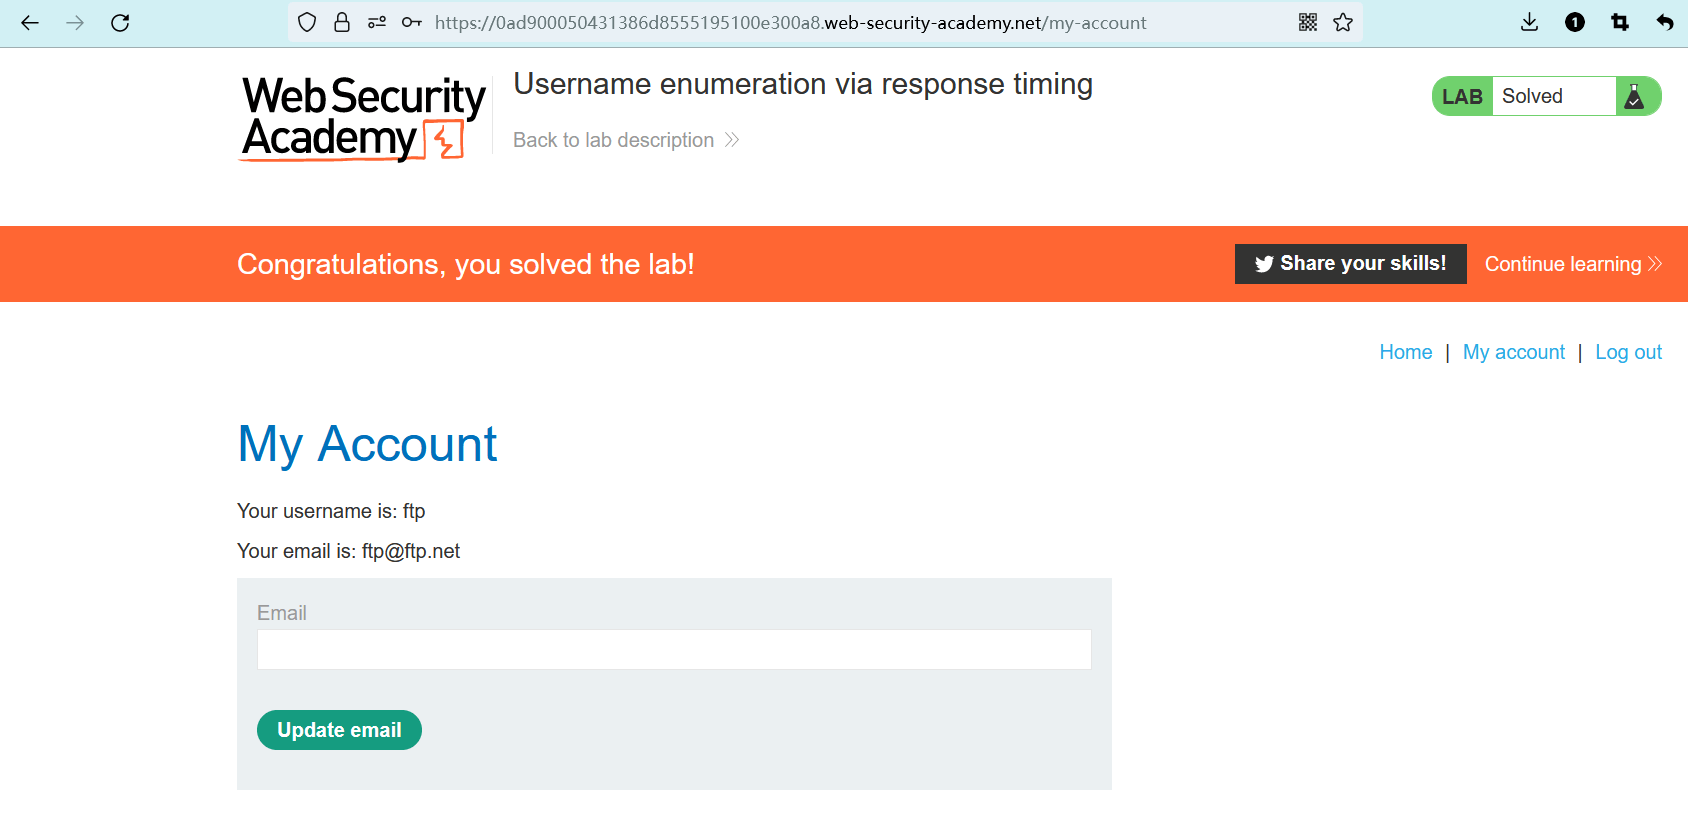 https://0ad900050431386d8555195100e300a8.web-security-academy.net/my-account
1
WebSecurity
Academy
Username enumeration via response timing
Back to lab description
LAB Solved
Congratulations, you solved the lab!
Share your skills!
Continue learning
Home | My account | Log out
My Account
Your username is: ftp
Your email is: ftp@ftp.net
Email
Update email